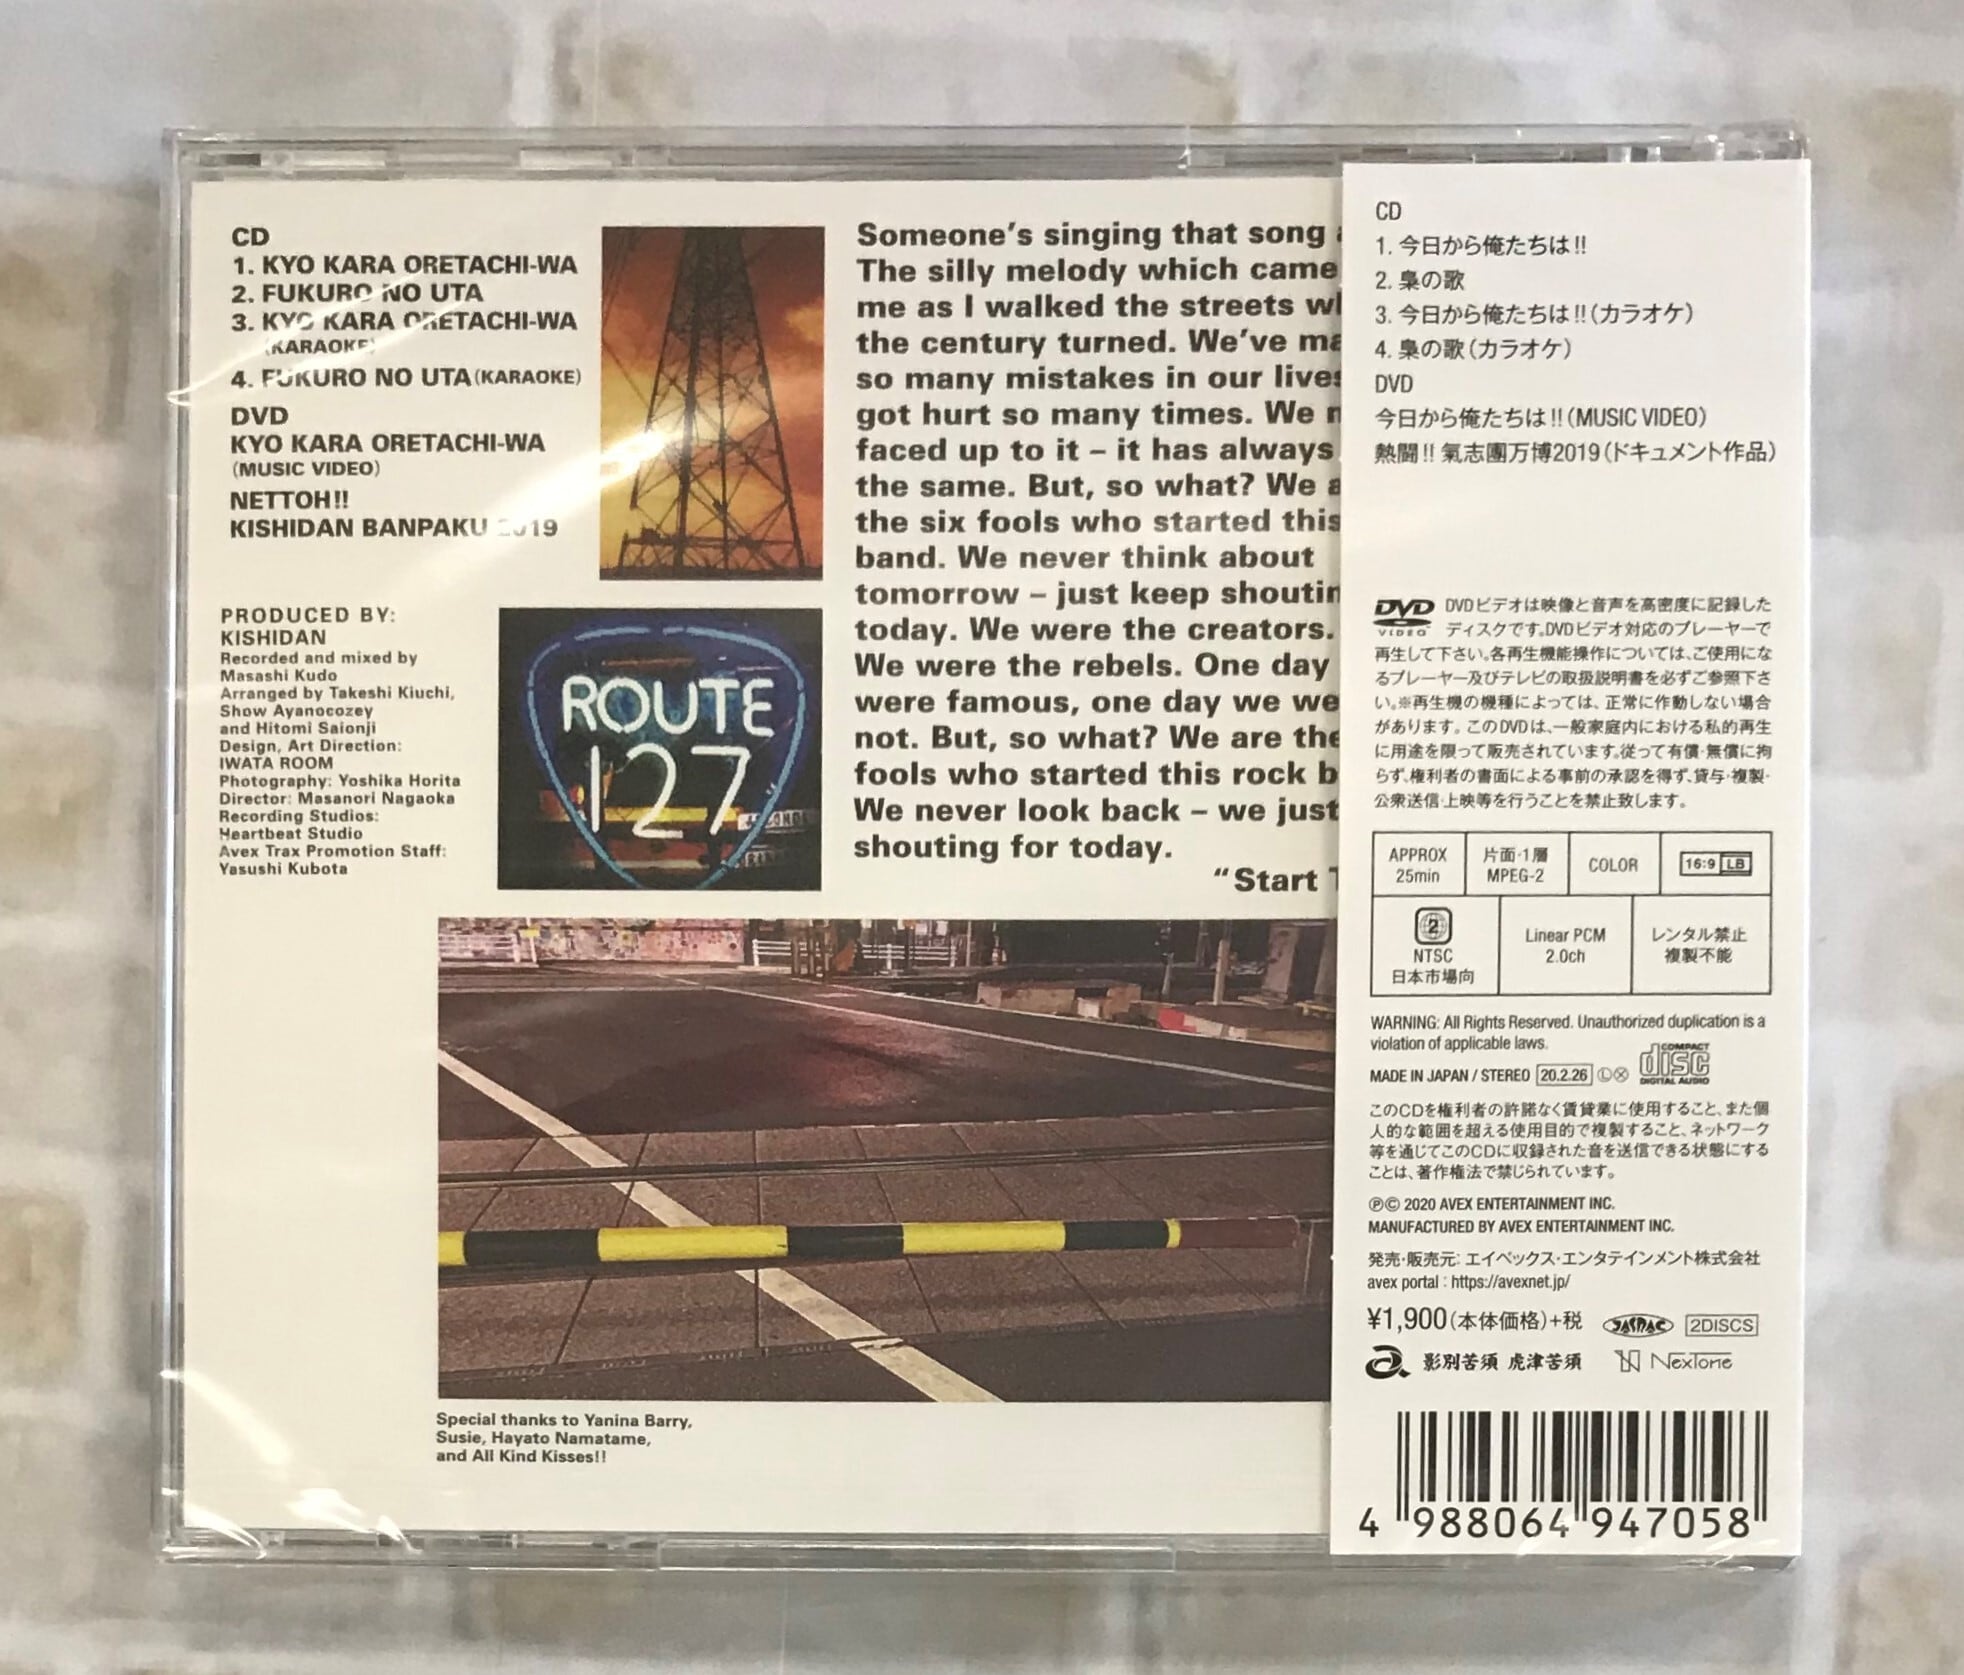 CD
1. KYO KARA ORETACHI-WA
2. FUKURO NO UTA
3. KYO KARA ORETACHI-WA
(KARAOKE)
4. FUKURO NO UTA (KARAOKE)
DVD
KYO KARA ORETACHI-WA
(MUSIC VIDEO)
NETTOH!!
KISHIDAN BANPAKU 2019
PRODUCED BY:
KISHIDAN
Recorded and mixed by
Masashi Kudo
Arranged by Takeshi Kiuchi,
Show Ayanocozey
and Hitomi Saionji
Design, Art Direction:
IWATA ROOM
Photography: Yoshika Horita
Director: Masanori Nagaoka
Recording Studios:
Heartbeat Studio
Avex Trax Promotion Staff:
Yasushi Kubota
ROUTE
127
Someone's singing that song
The silly melody which came
me as I walked the streets
the century turned. We've
so many mistakes in our lives
got hurt so many times. We
faced up to it – it has always
the same. But, so what? We
the six fools who started this
band. We never think about
tomorrow – just keep
today. We were the creators.
We were the rebels. One day
were famous, one day we
not. But, so what? We are the
fools who started this rock
We never look back – we just
shouting for today.
"Start
Special thanks to Yanina Barry,
Susie, Hayato Namatame,
and All Kind Kisses!!
CD
1. 今日から俺たちは!!
2. 梟の歌
3. 今日から俺たちは!!(カラオケ)
4. 梟の歌(カラオケ)
DVD
今日から俺たちは!!(MUSIC VIDEO)
熱闘!! 氣志團万博2019(ドキュメント作品)
DVD VIDEO
DVDビデオは映像と音声を高密度に記録した
ディスクです。DVDビデオ対応のプレーヤーで
再生して下さい。各再生機能操作については、ご使用にな
るプレーヤー及びテレビの取扱説明書を必ずご参照下さ
い。※再生機の機種によっては、正常に作動しない場合
があります。このDVDは、一般家庭内における私的再生
に用途を限って販売されています。従って有償・無償に拘
らず、権利者の書面による事前の承認を得ず、貸与・複製・
公衆送信・上映等を行うことを禁止致します。
APPROX
25min
片面・1層
MPEG-2
COLOR
16:9 LB
2
NTSC
日本市場向
Linear PCM
2.0ch
レンタル禁止
複製不能
WARNING: All Rights Reserved. Unauthorized duplication is a
violation of applicable laws.
MADE IN JAPAN / STEREO 20.2.26 Ⓛ Ⓧ
COMPACT disc DIGITAL AUDIO
このCDを権利者の許諾なく賃貸業に使用すること、また個
人的な範囲を超える使用目的で複製すること、ネットワーク
等を通じてこのCDに収録された音を送信できる状態にする
ことは、著作権法で禁じられています。
Ⓟ© 2020 AVEX ENTERTAINMENT INC.
MANUFACTURED BY AVEX ENTERTAINMENT INC.
発売・販売元: エイベックス・エンタテインメント株式会社
avex portal : https://avexnet.jp/
¥1,900(本体価格)+税 JASRAC 2DISCS
影別苦須 虎津苦須 NexTone
4 988064 947058